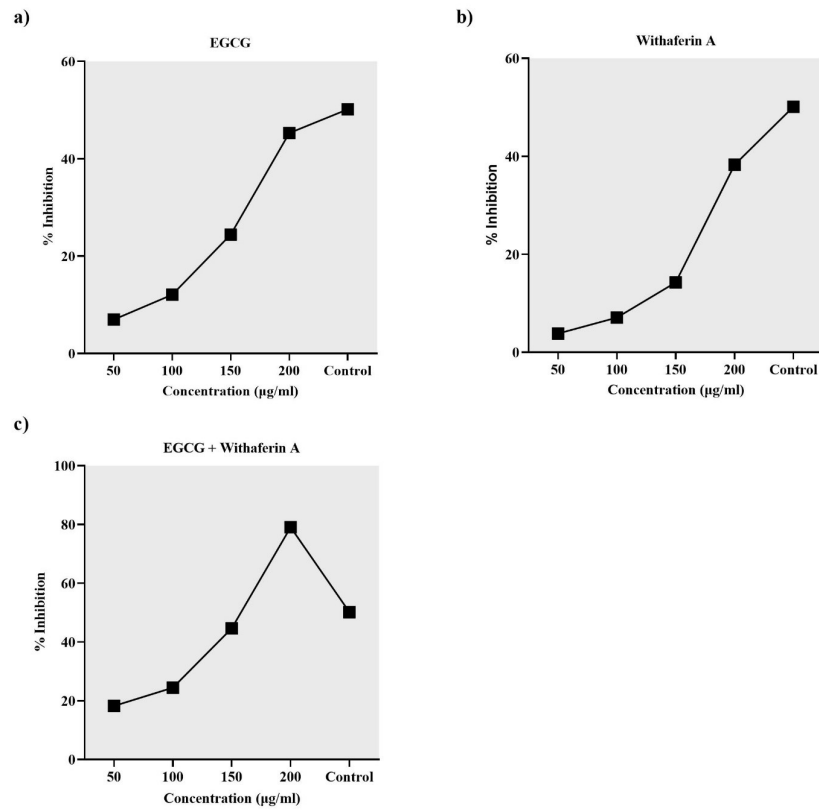 a)
EGCG
60
40
20
0
% Inhibition
50 100 150 200 Control
Concentration (µg/ml)
b)
Withaferin A
60
40
20
0
% Inhibition
50 100 150 200 Control
Concentration (µg/ml)
c)
EGCG + Withaferin A
100
80
60
40
20
0
% Inhibition
50 100 150 200 Control
Concentration (µg/ml)